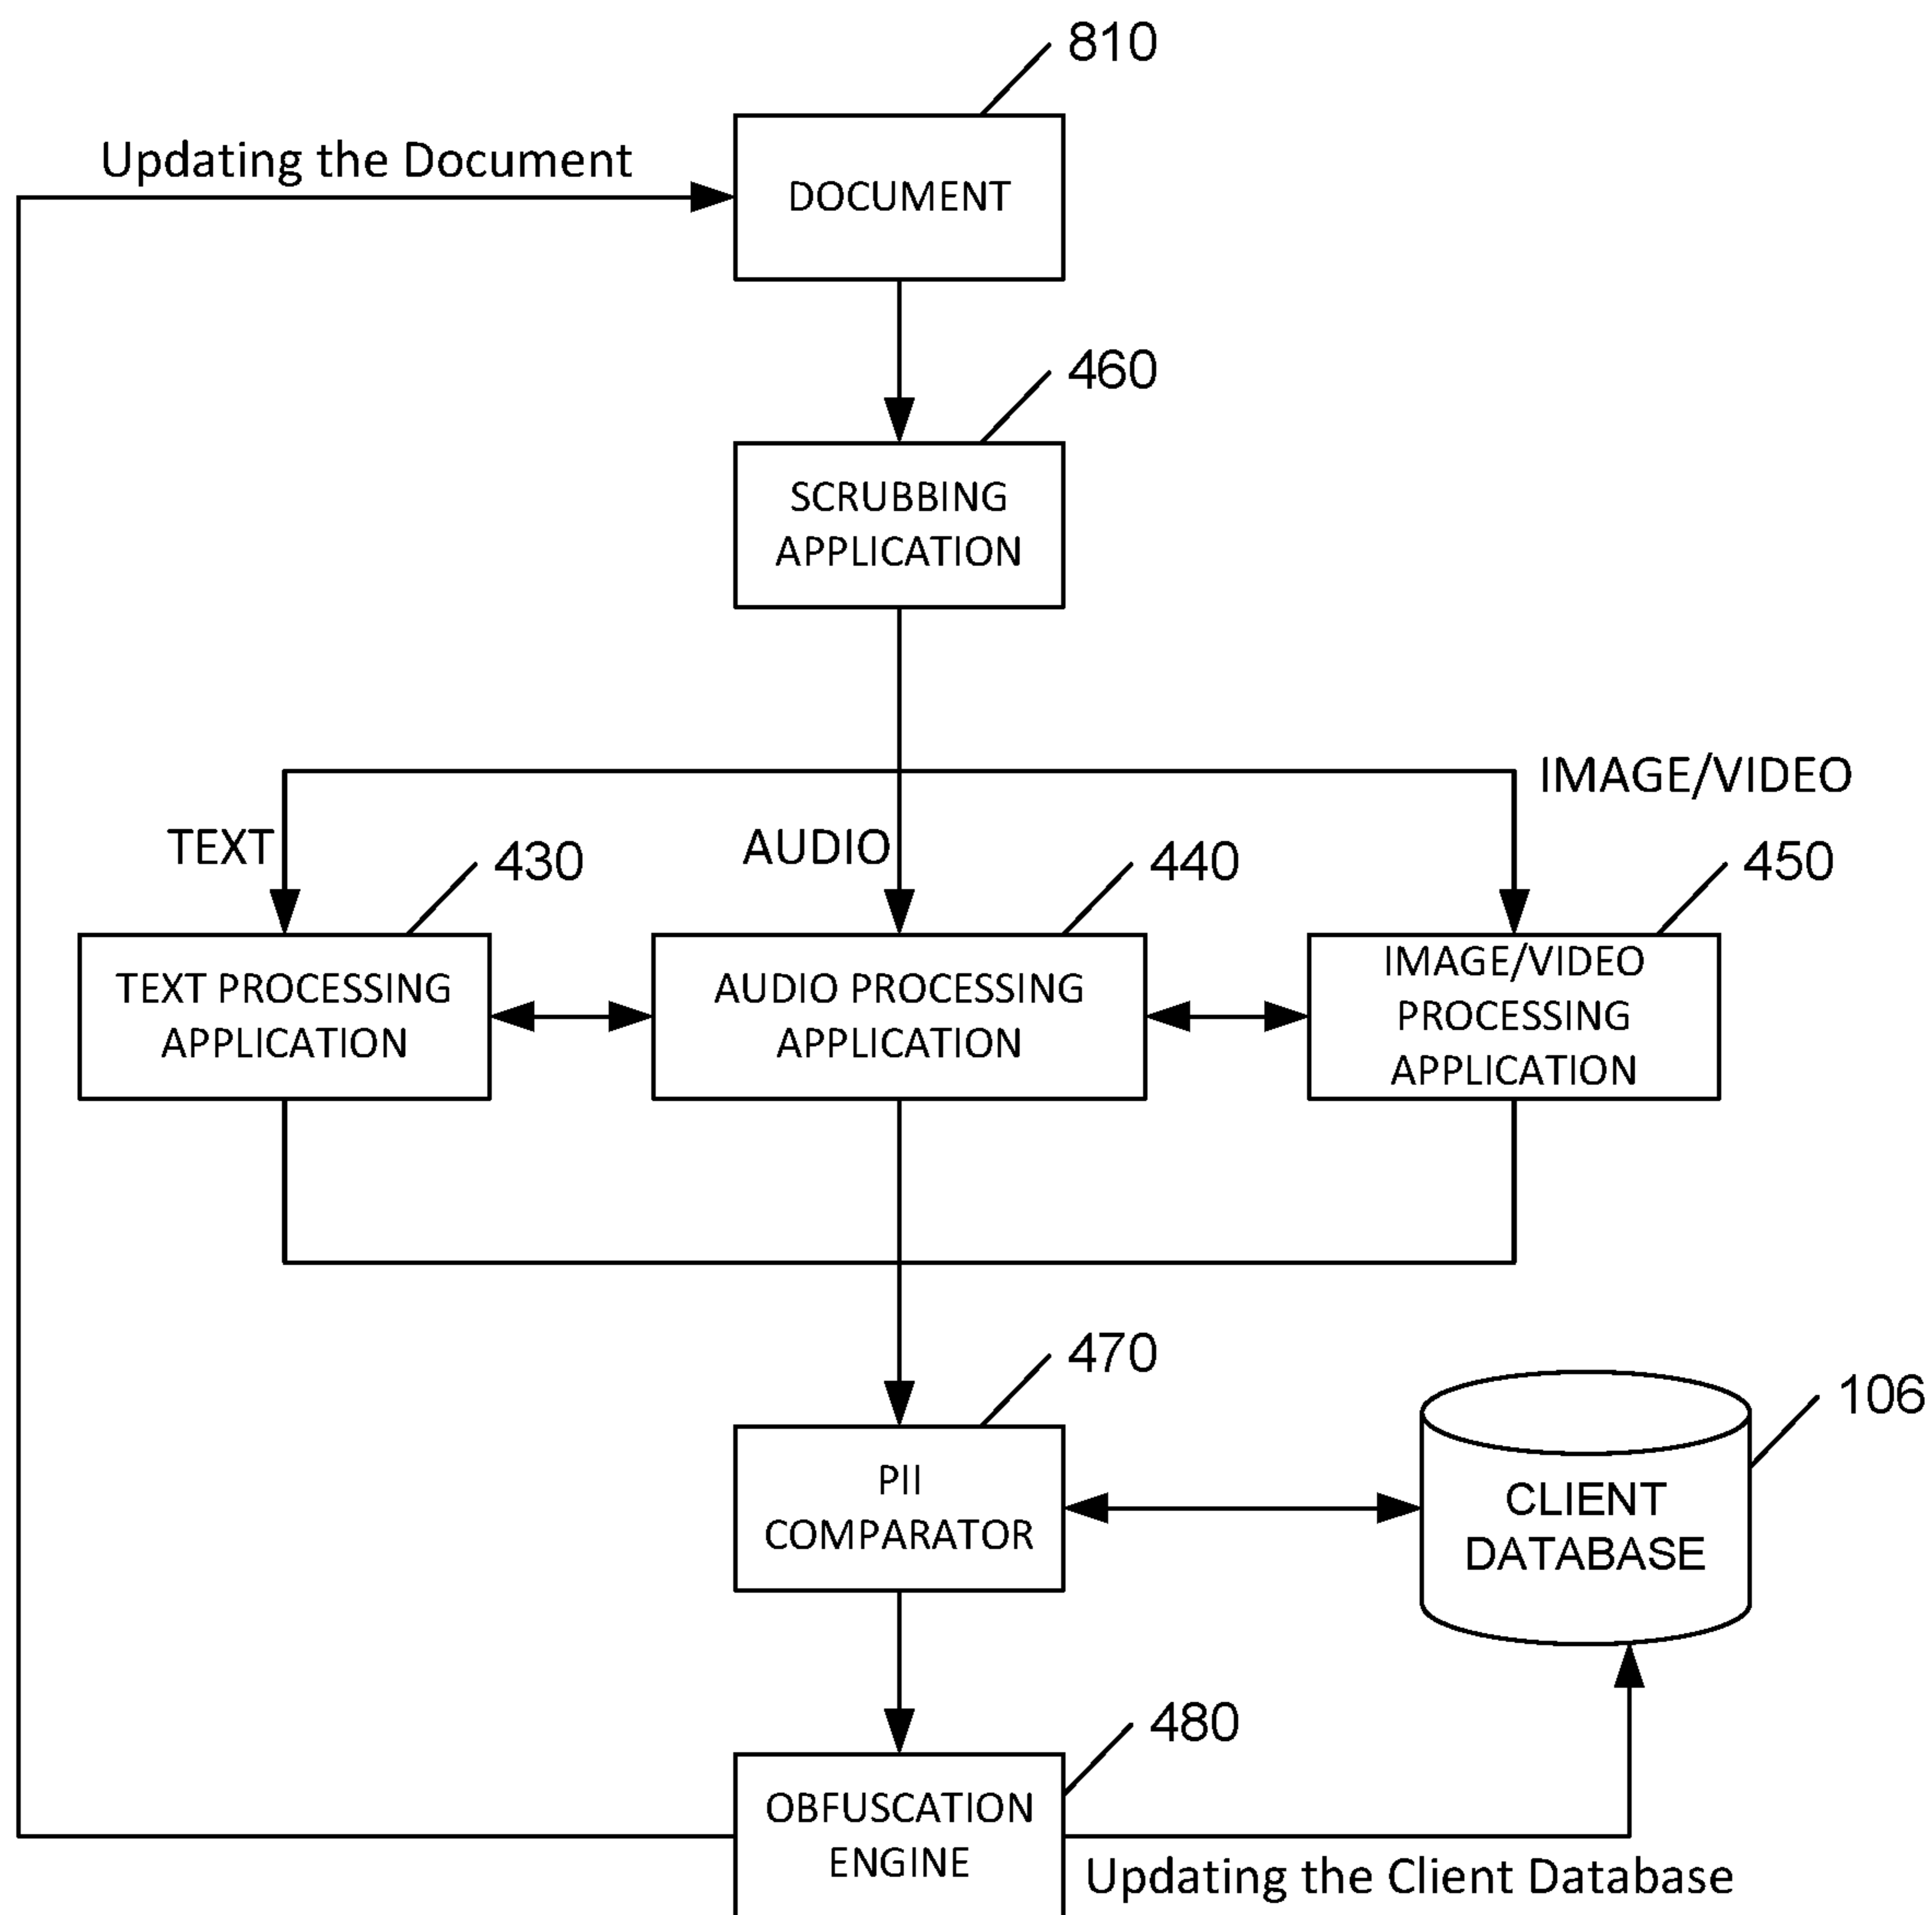 810
Updating the Document
DOCUMENT
460
SCRUBBING
APPLICATION
IMAGE/VIDEO
TEXT
AUDIO
430
440
450
TEXT PROCESSING
APPLICATION
AUDIO PROCESSING
APPLICATION
IMAGE/VIDEO
PROCESSING
APPLICATION
470
106
PII
COMPARATOR
CLIENT
DATABASE
480
OBFUSCATION
ENGINE
Updating the Client Database